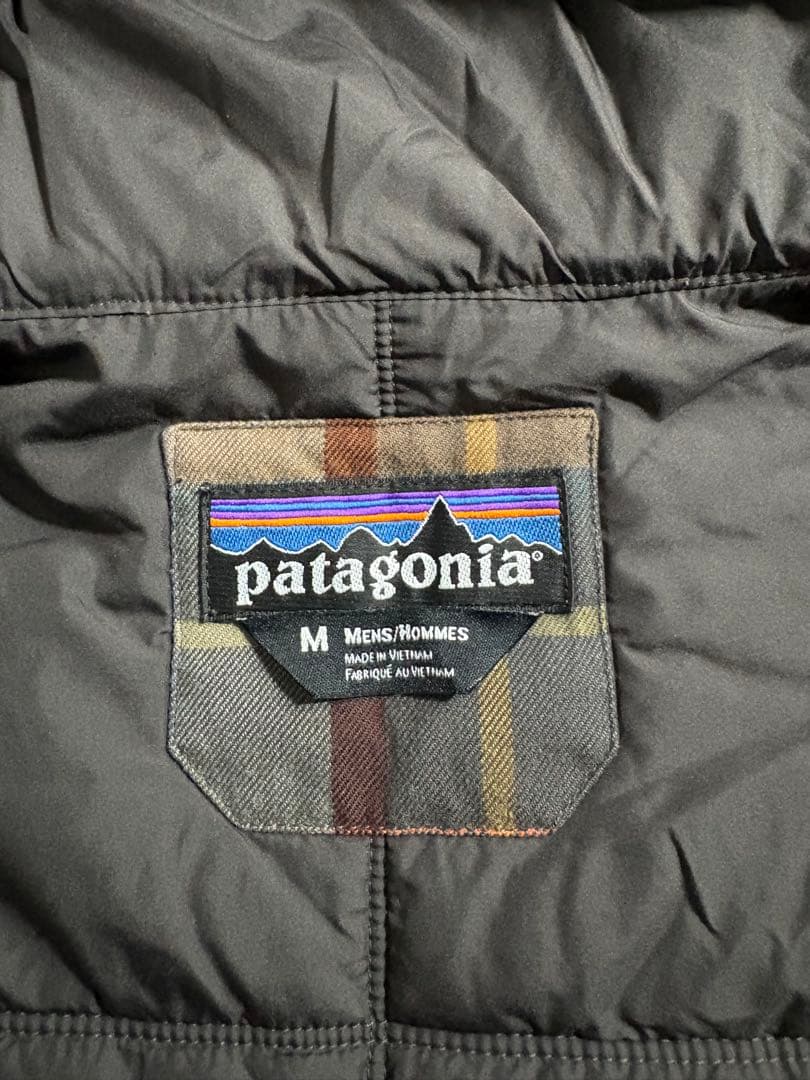 patagonia®
M MENS/HOMMES
MADE IN VIETNAM
FABRIQUÉ AU VIETNAM